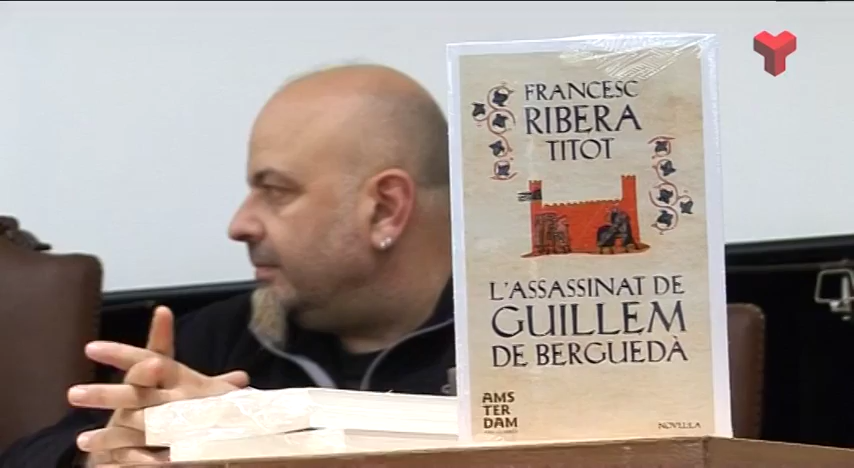 FRANCESC
RIBERA
TITOT
L'ASSASSINAT DE
GUILLEM
DE BERGUEDÀ
AMS
TER
DAM
NOVEL·LA